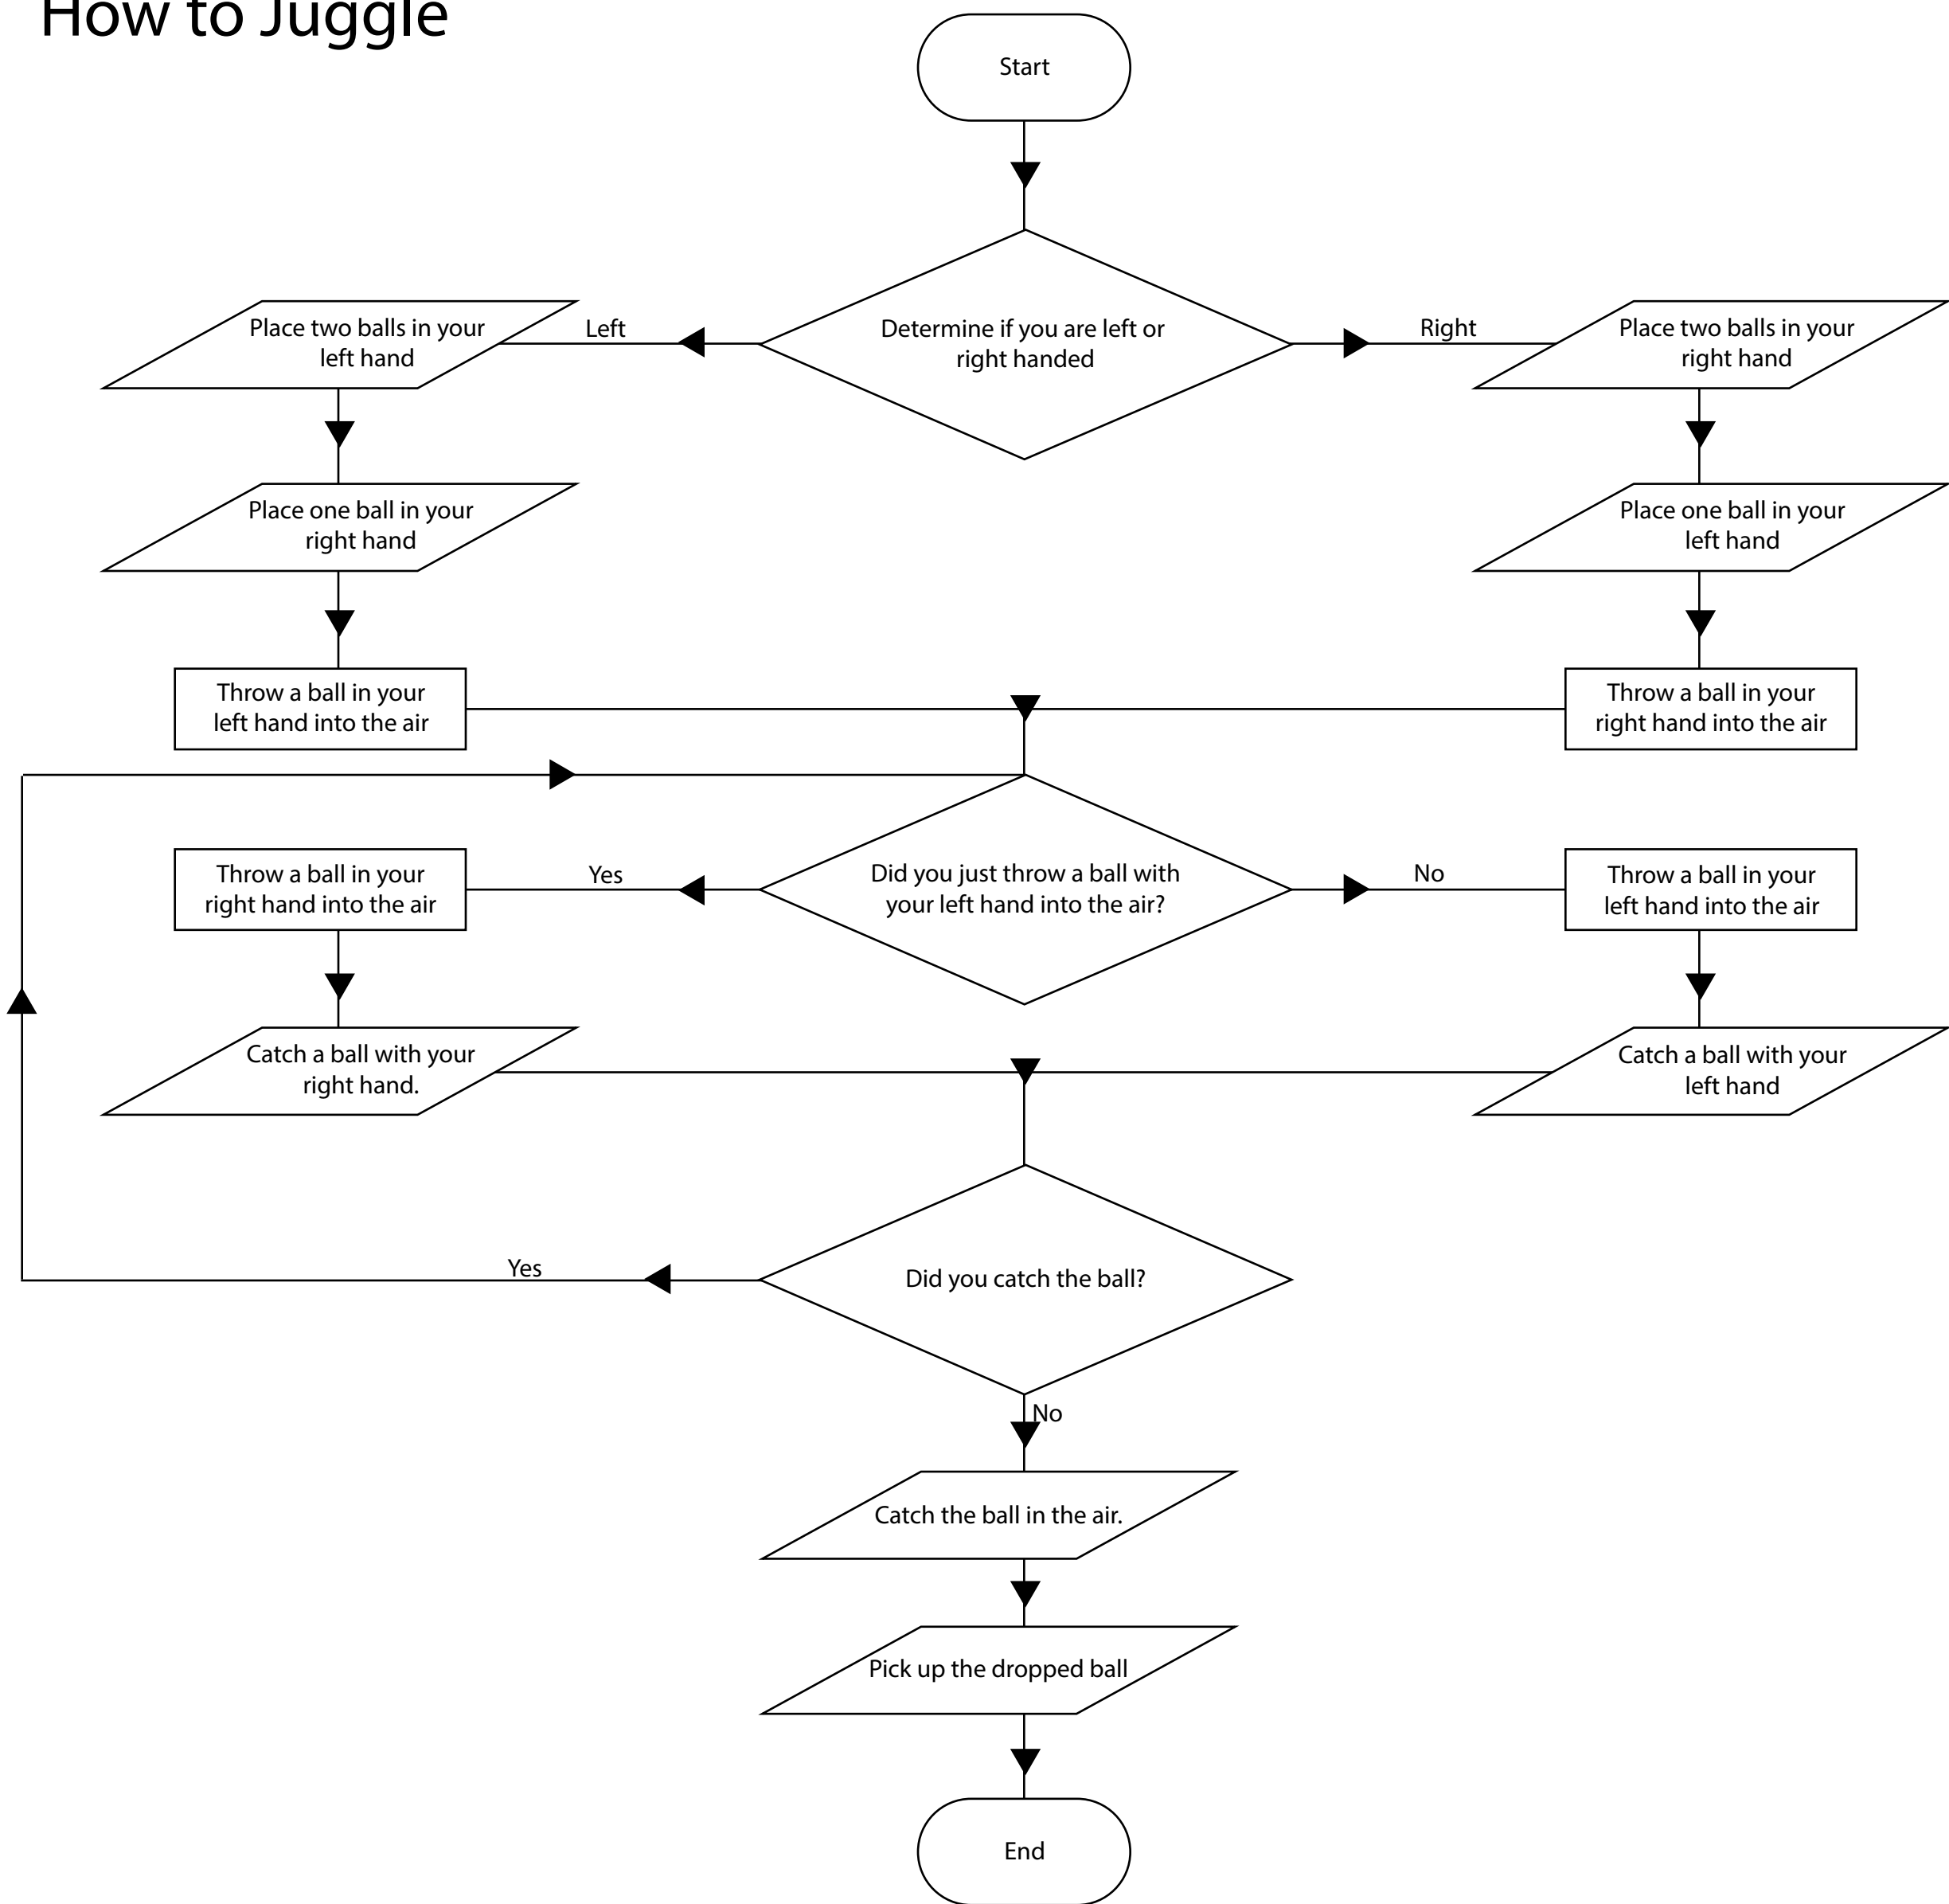 How to Juggle
Start
Determine if you are left or
right handed
Left
Right
Place two balls in your
left hand
Place two balls in your
right hand
Place one ball in your
right hand
Place one ball in your
left hand
Throw a ball in your
left hand into the air
Throw a ball in your
right hand into the air
Did you just throw a ball with
your left hand into the air?
Yes
No
Throw a ball in your
right hand into the air
Throw a ball in your
left hand into the air
Catch a ball with your
right hand.
Catch a ball with your
left hand
Did you catch the ball?
Yes
No
Catch the ball in the air.
Pick up the dropped ball
End